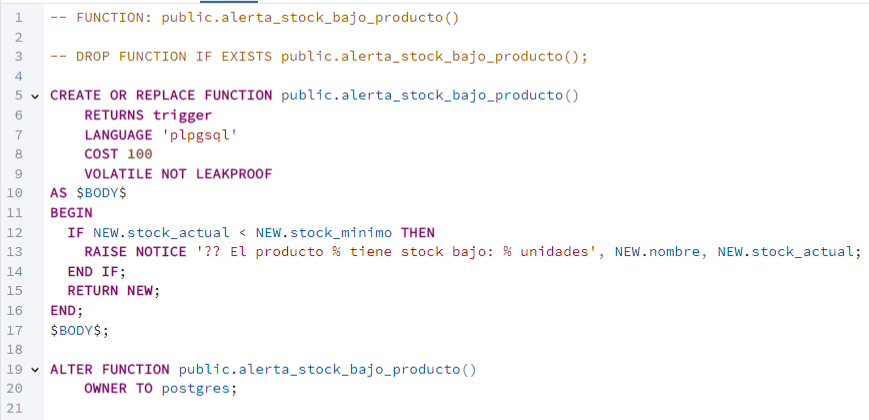 1 -- FUNCTION: public.alerta_stock_bajo_producto()
2
3 -- DROP FUNCTION IF EXISTS public.alerta_stock_bajo_producto();
4
5 CREATE OR REPLACE FUNCTION public.alerta_stock_bajo_producto()
6     RETURNS trigger
7     LANGUAGE 'plpgsql'
8     COST 100
9     VOLATILE NOT LEAKPROOF
10 AS $BODY$
11 BEGIN
12   IF NEW.stock_actual < NEW.stock_minimo THEN
13     RAISE NOTICE '?? El producto % tiene stock bajo: % unidades', NEW.nombre, NEW.stock_actual;
14   END IF;
15   RETURN NEW;
16 END;
17 $BODY$;
18
19 ALTER FUNCTION public.alerta_stock_bajo_producto()
20     OWNER TO postgres;
21